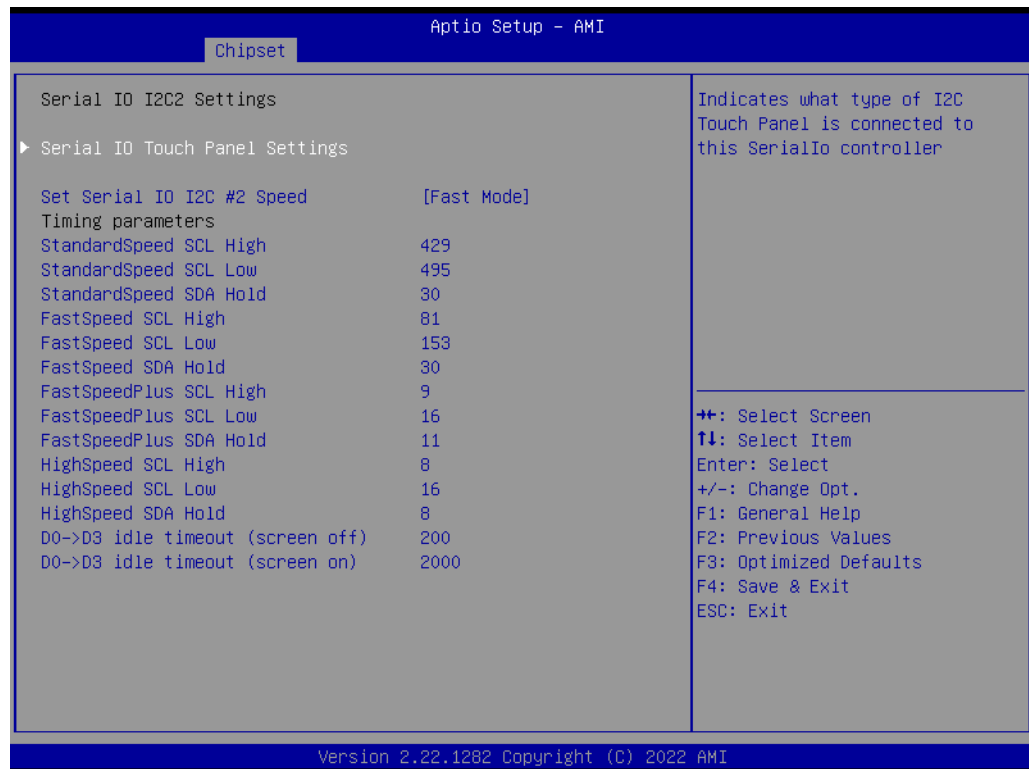 Aptio Setup – AMI
Chipset
Serial IO I2C2 Settings
▶ Serial IO Touch Panel Settings
Set Serial IO I2C #2 Speed [Fast Mode]
Timing parameters
StandardSpeed SCL High 429
StandardSpeed SCL Low 495
StandardSpeed SDA Hold 30
FastSpeed SCL High 81
FastSpeed SCL Low 153
FastSpeed SDA Hold 30
FastSpeedPlus SCL High 9
FastSpeedPlus SCL Low 16
FastSpeedPlus SDA Hold 11
HighSpeed SCL High 8
HighSpeed SCL Low 16
HighSpeed SDA Hold 8
D0->D3 idle timeout (screen off) 200
D0->D3 idle timeout (screen on) 2000
Indicates what type of I2C
Touch Panel is connected to
this SerialIo controller
→←: Select Screen
↑↓: Select Item
Enter: Select
+/-: Change Opt.
F1: General Help
F2: Previous Values
F3: Optimized Defaults
F4: Save & Exit
ESC: Exit
Version 2.22.1282 Copyright (C) 2022 AMI